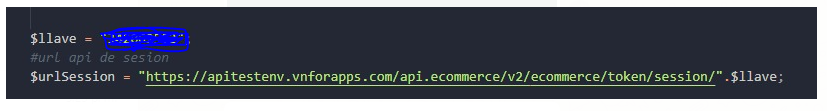 $llave = "
#url api de sesion
$urlSession = "https://apitestenv.vnforapps.com/api.ecommerce/v2/ecommerce/token/session/".$llave;